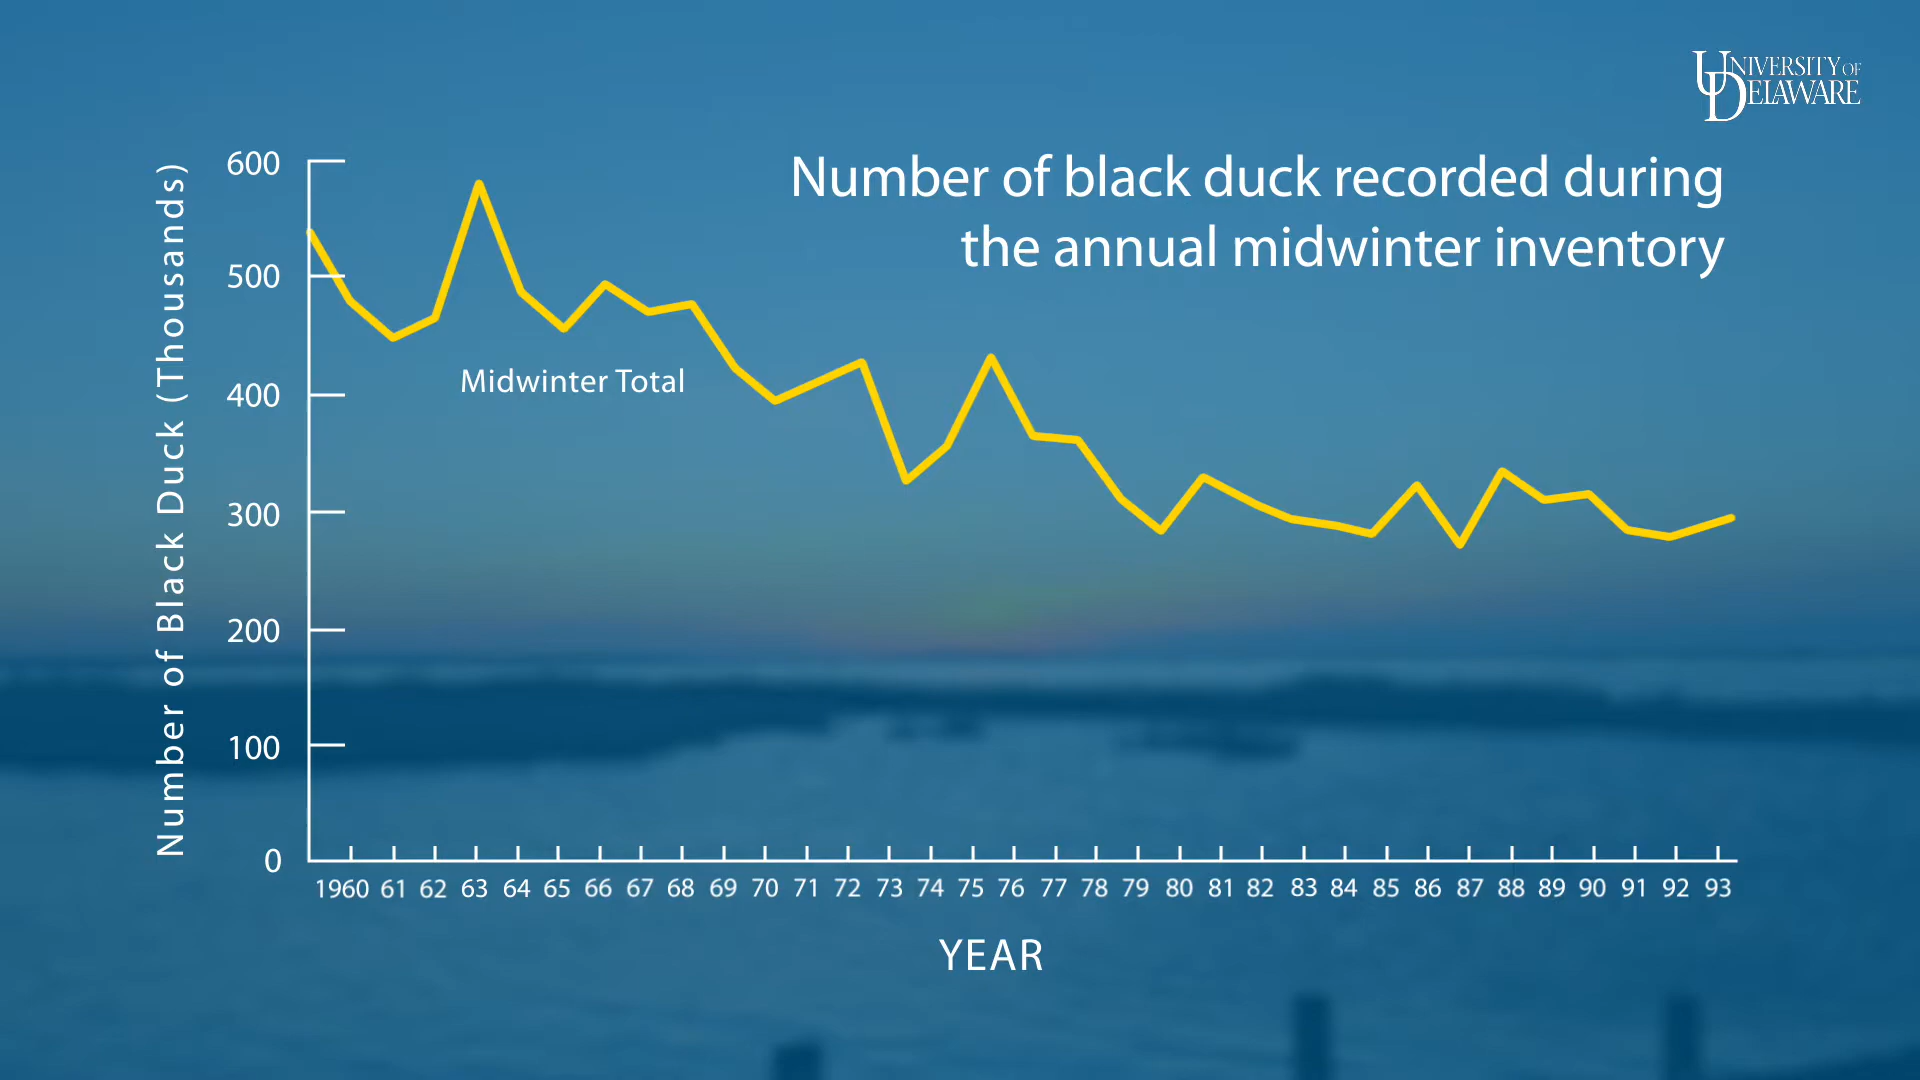 UNIVERSITY OF
DELAWARE
Number of black duck recorded during
the annual midwinter inventory
Number of Black Duck (Thousands)
600
500
400
300
200
100
0
Midwinter Total
1960 61 62 63 64 65 66 67 68 69 70 71 72 73 74 75 76 77 78 79 80 81 82 83 84 85 86 87 88 89 90 91 92 93
YEAR